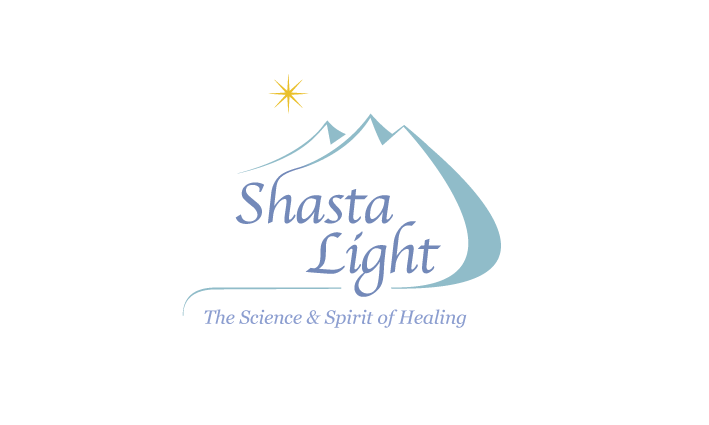 Shasta
Light
The Science & Spirit of Healing